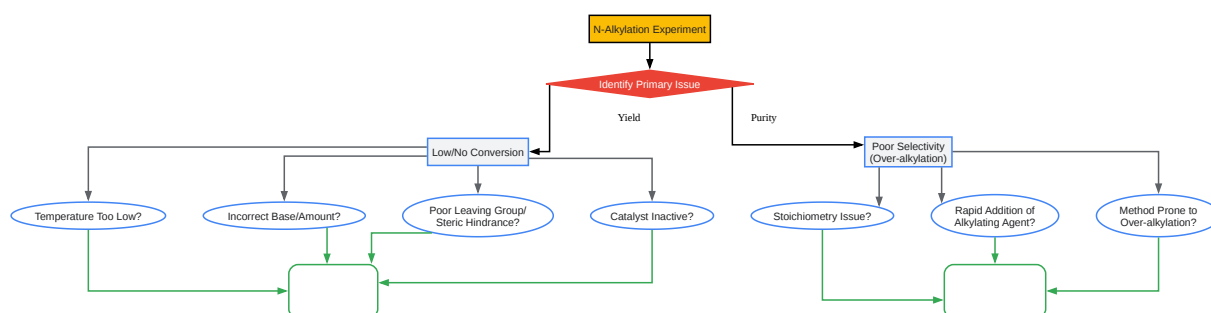 N-Alkylation Experiment
Identify Primary Issue
Yield
Purity
Low/No Conversion
Poor Selectivity
(Over-alkylation)
Temperature Too Low?
Incorrect Base/Amount?
Poor Leaving Group/
Steric Hindrance?
Catalyst Inactive?
Stoichiometry Issue?
Rapid Addition of
Alkylating Agent?
Method Prone to
Over-alkylation?